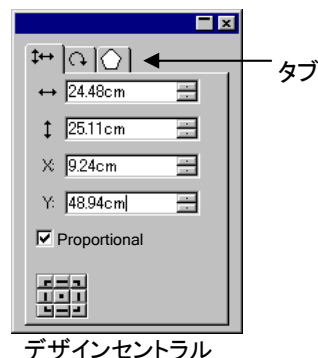 タブ
24.48cm
25.11cm
X: 9.24cm
Y: 48.94cm
Proportional
デザインセントラル